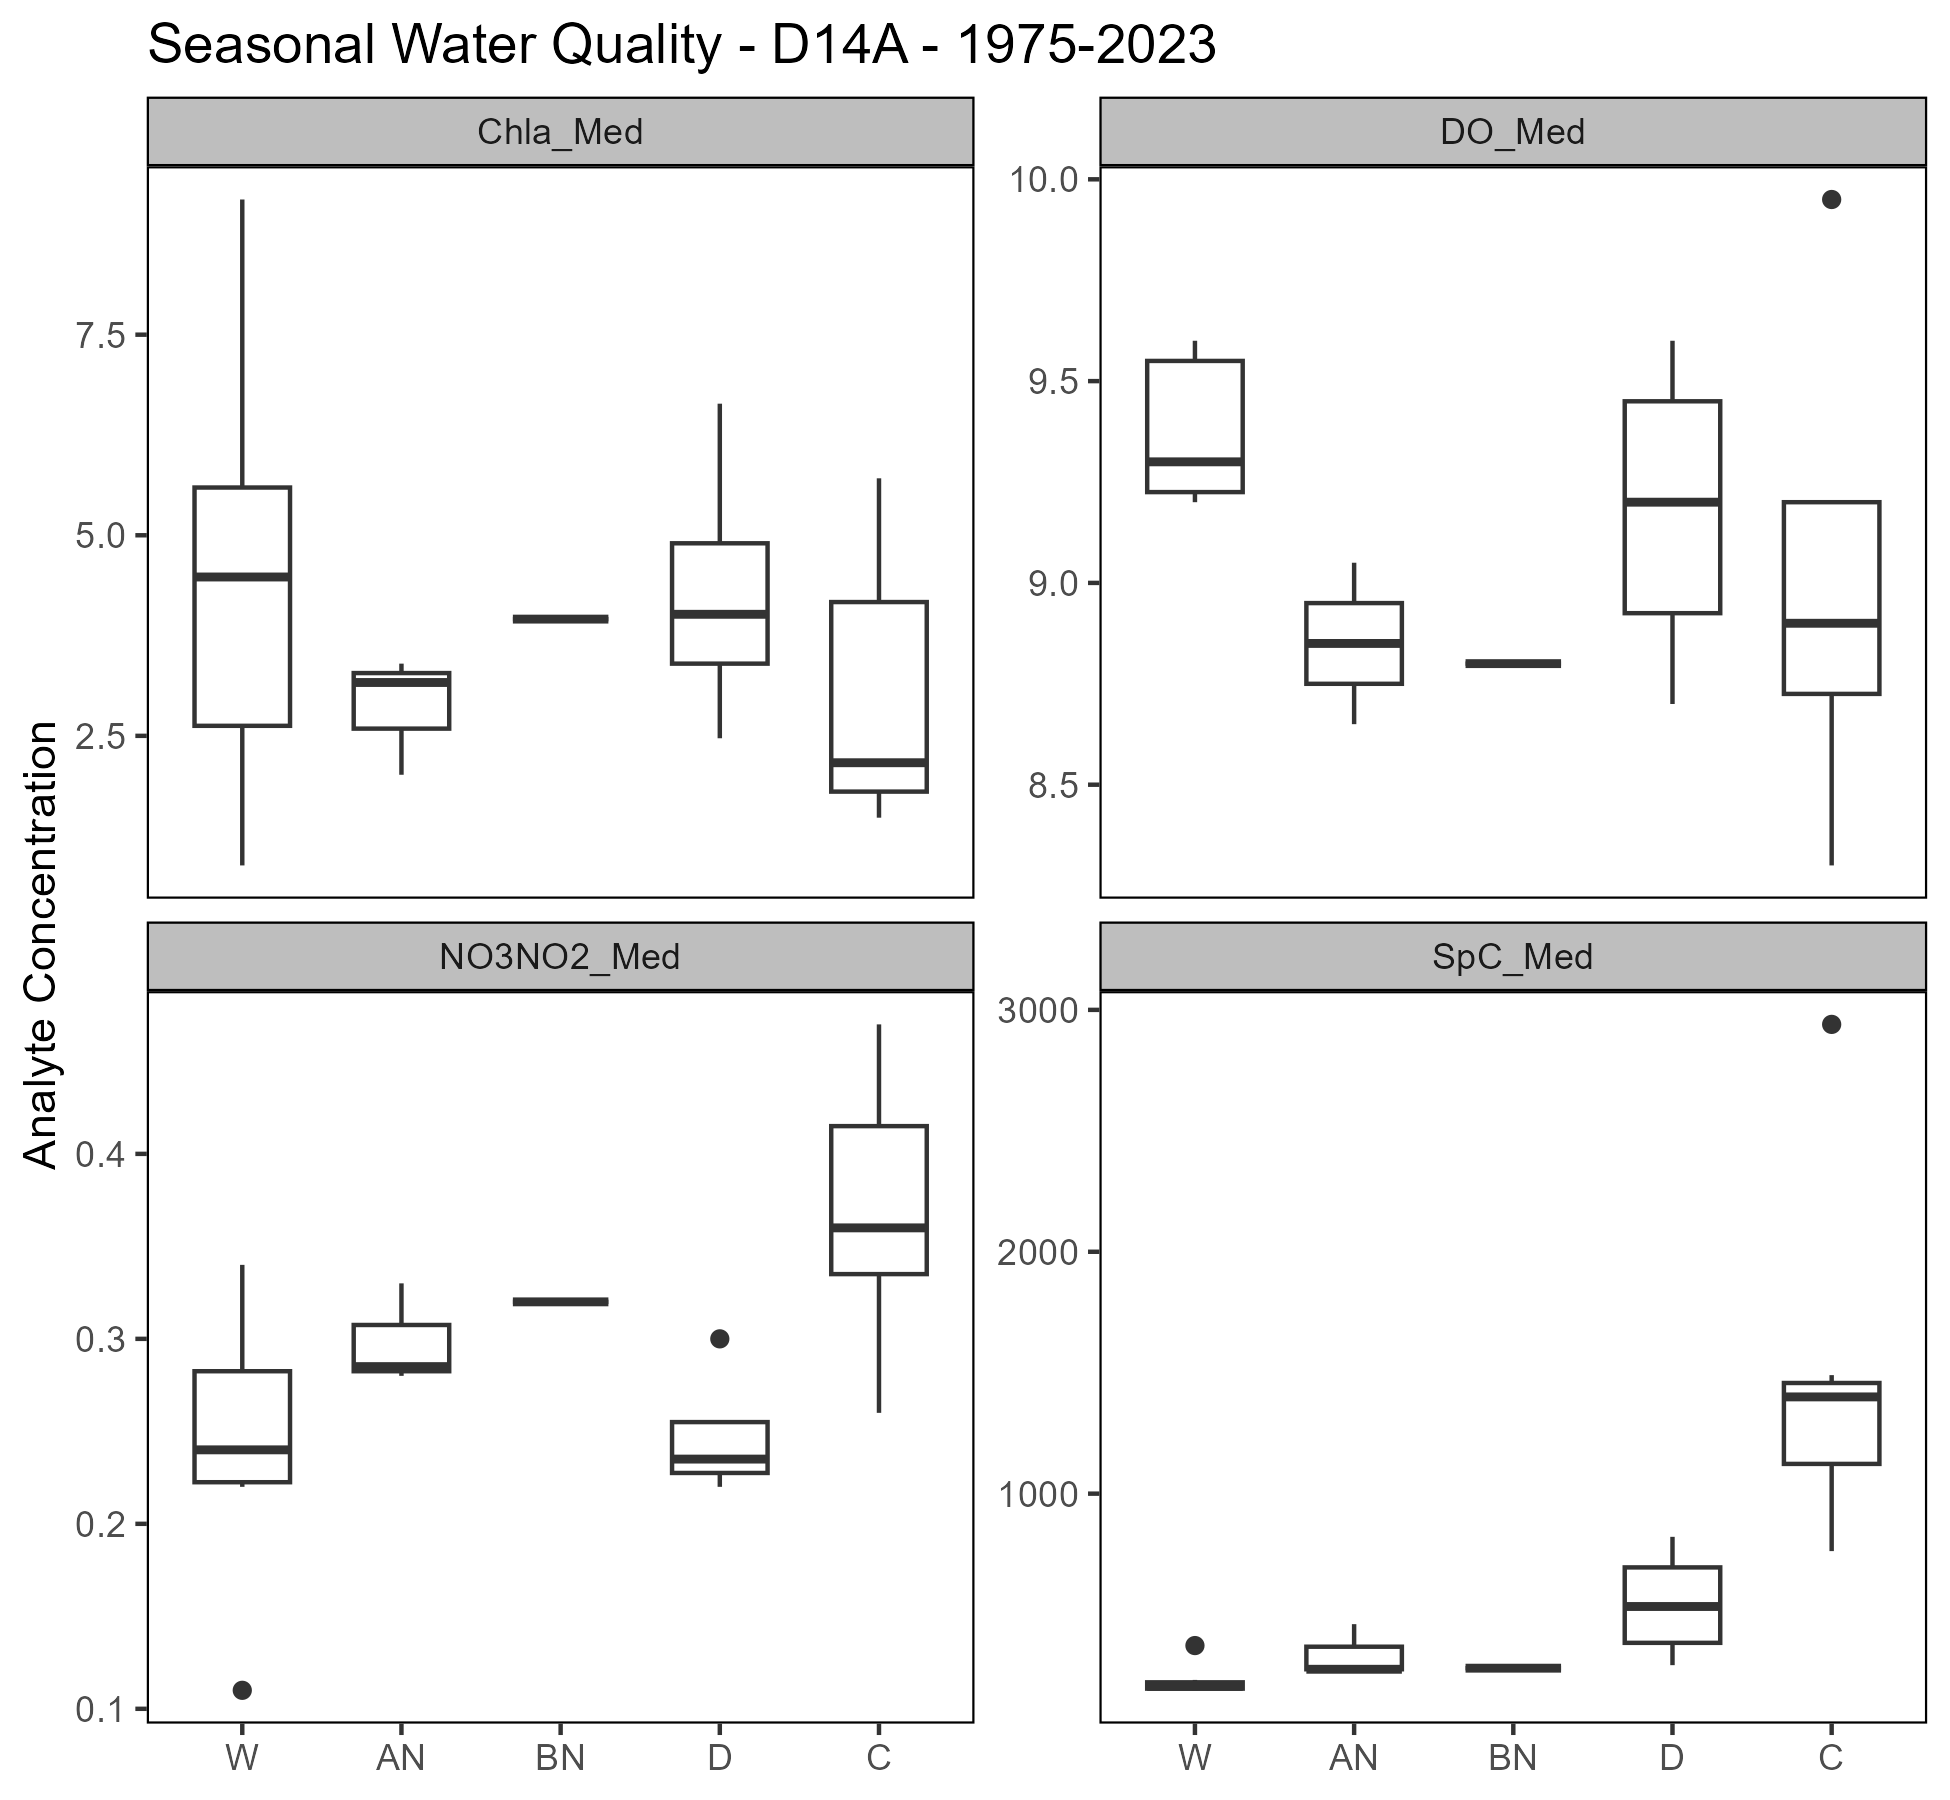 Seasonal Water Quality - D14A - 1975-2023
Chla_Med
DO_Med
7.5
5.0
2.5
10.0
9.5
9.0
8.5
Analyte Concentration
NO3NO2_Med
SpC_Med
0.4
0.3
0.2
0.1
3000
2000
1000
W AN BN D C
W AN BN D C